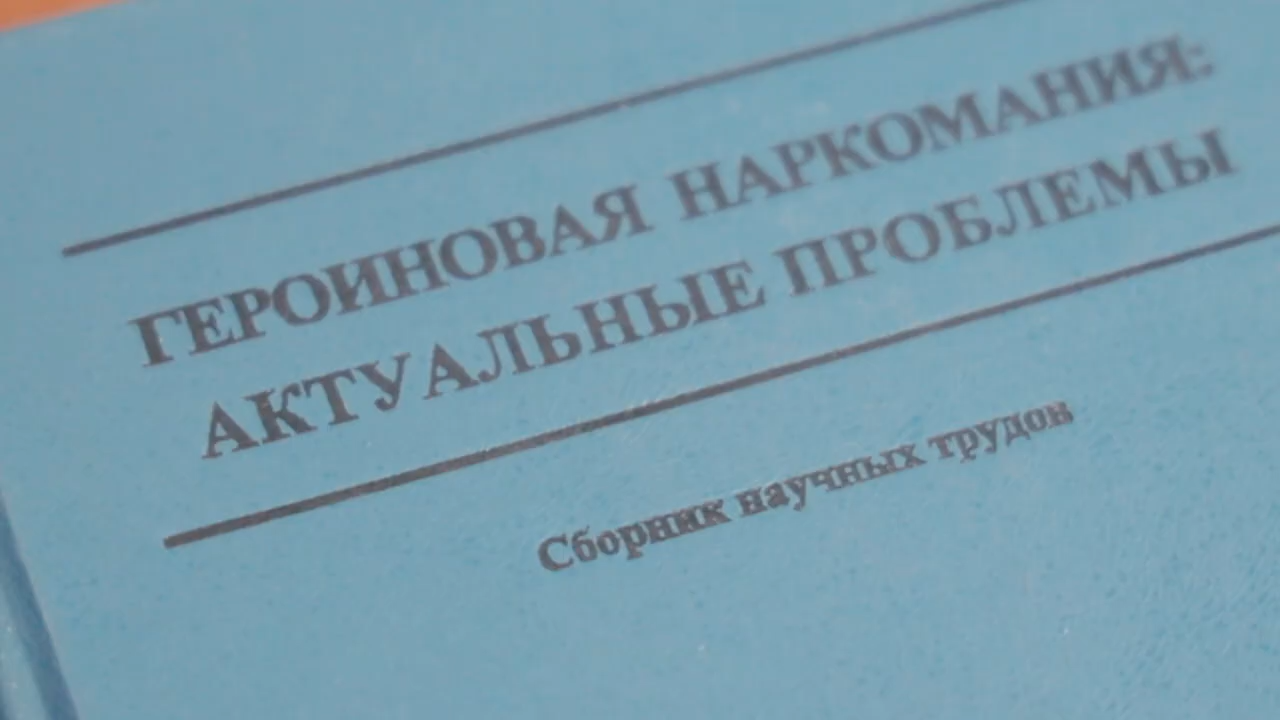 ГЕРОИНОВАЯ НАРКОМАНИЯ:
АКТУАЛЬНЫЕ ПРОБЛЕМЫ
Сборник научных трудов